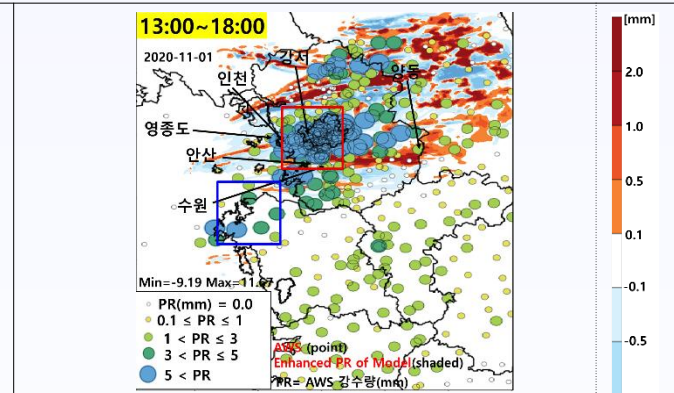 13:00~18:00
[mm]
2020-11-01
강서
인천
양동
2.0
영종도
1.0
안산
0.5
수원
0.1
Min=-9.19 Max=11.67
-0.1
PR(mm) = 0.0
0.1 ≤ PR ≤ 1
1 < PR ≤ 3
-0.5
3 < PR ≤ 5
AWS (point)
Enhanced PR of Model(shaded)
5 < PR
PR= AWS 강수량(mm)